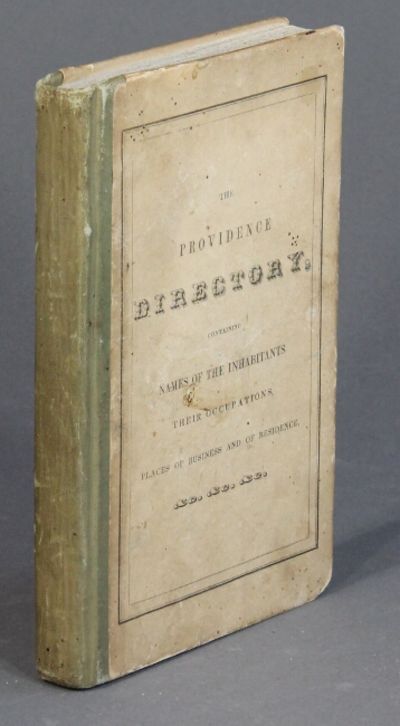 THE
PROVIDENCE
DIRECTORY,
CONTAINING
NAMES OF THE INHABITANTS
THEIR OCCUPATIONS,
PLACES OF BUSINESS AND OF RESIDENCE,
&C. &C. &C.